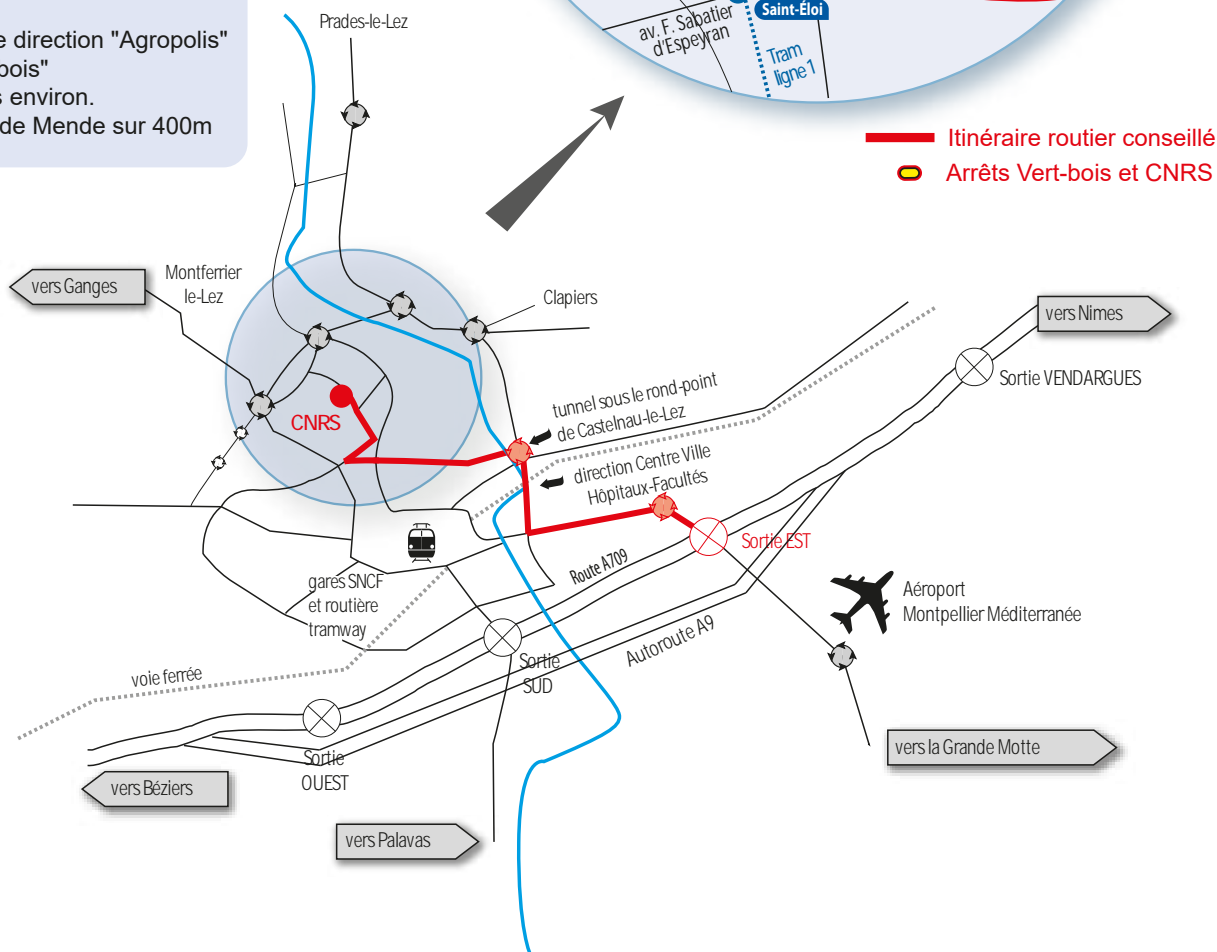 e direction "Agropolis"
bois"
s environ.
de Mende sur 400m
Prades-le-Lez
av. F. Sabatier
d'Espeyran
Saint-Éloi
Tram
ligne 1
Itinéraire routier conseillé
Arrêts Vert-bois et CNRS
vers Ganges
Montferrier
le-Lez
Clapiers
vers Nimes
Sortie VENDARGUES
CNRS
tunnel sous le rond-point
de Castelnau-le-Lez
direction Centre Ville
Hôpitaux-Facultés
Sortie EST
Route A709
gares SNCF
et routière
tramway
Aéroport
Montpellier Méditerranée
Autoroute A9
Sortie
SUD
voie ferrée
Sortie
OUEST
vers la Grande Motte
vers Béziers
vers Palavas